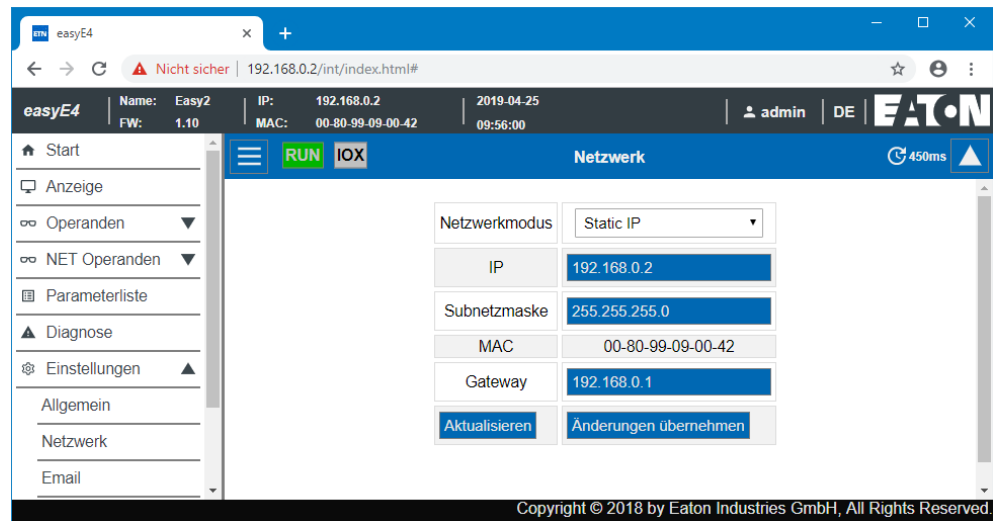 ETN easyE4
Nicht sicher | 192.168.0.2/int/index.html#
easyE4 Name: Easy2 IP: 192.168.0.2 2019-04-25 admin DE EATON
FW: 1.10 MAC: 00-80-99-09-00-42 09:56:00
Start
RUN IOX Netzwerk 450ms
Anzeige
Operanden
NET Operanden
Parameterliste
Diagnose
Einstellungen
Allgemein
Netzwerk
Email
Netzwerkmodus Static IP
IP 192.168.0.2
Subnetzmaske 255.255.255.0
MAC 00-80-99-09-00-42
Gateway 192.168.0.1
Aktualisieren Änderungen übernehmen
Copyright © 2018 by Eaton Industries GmbH, All Rights Reserved.